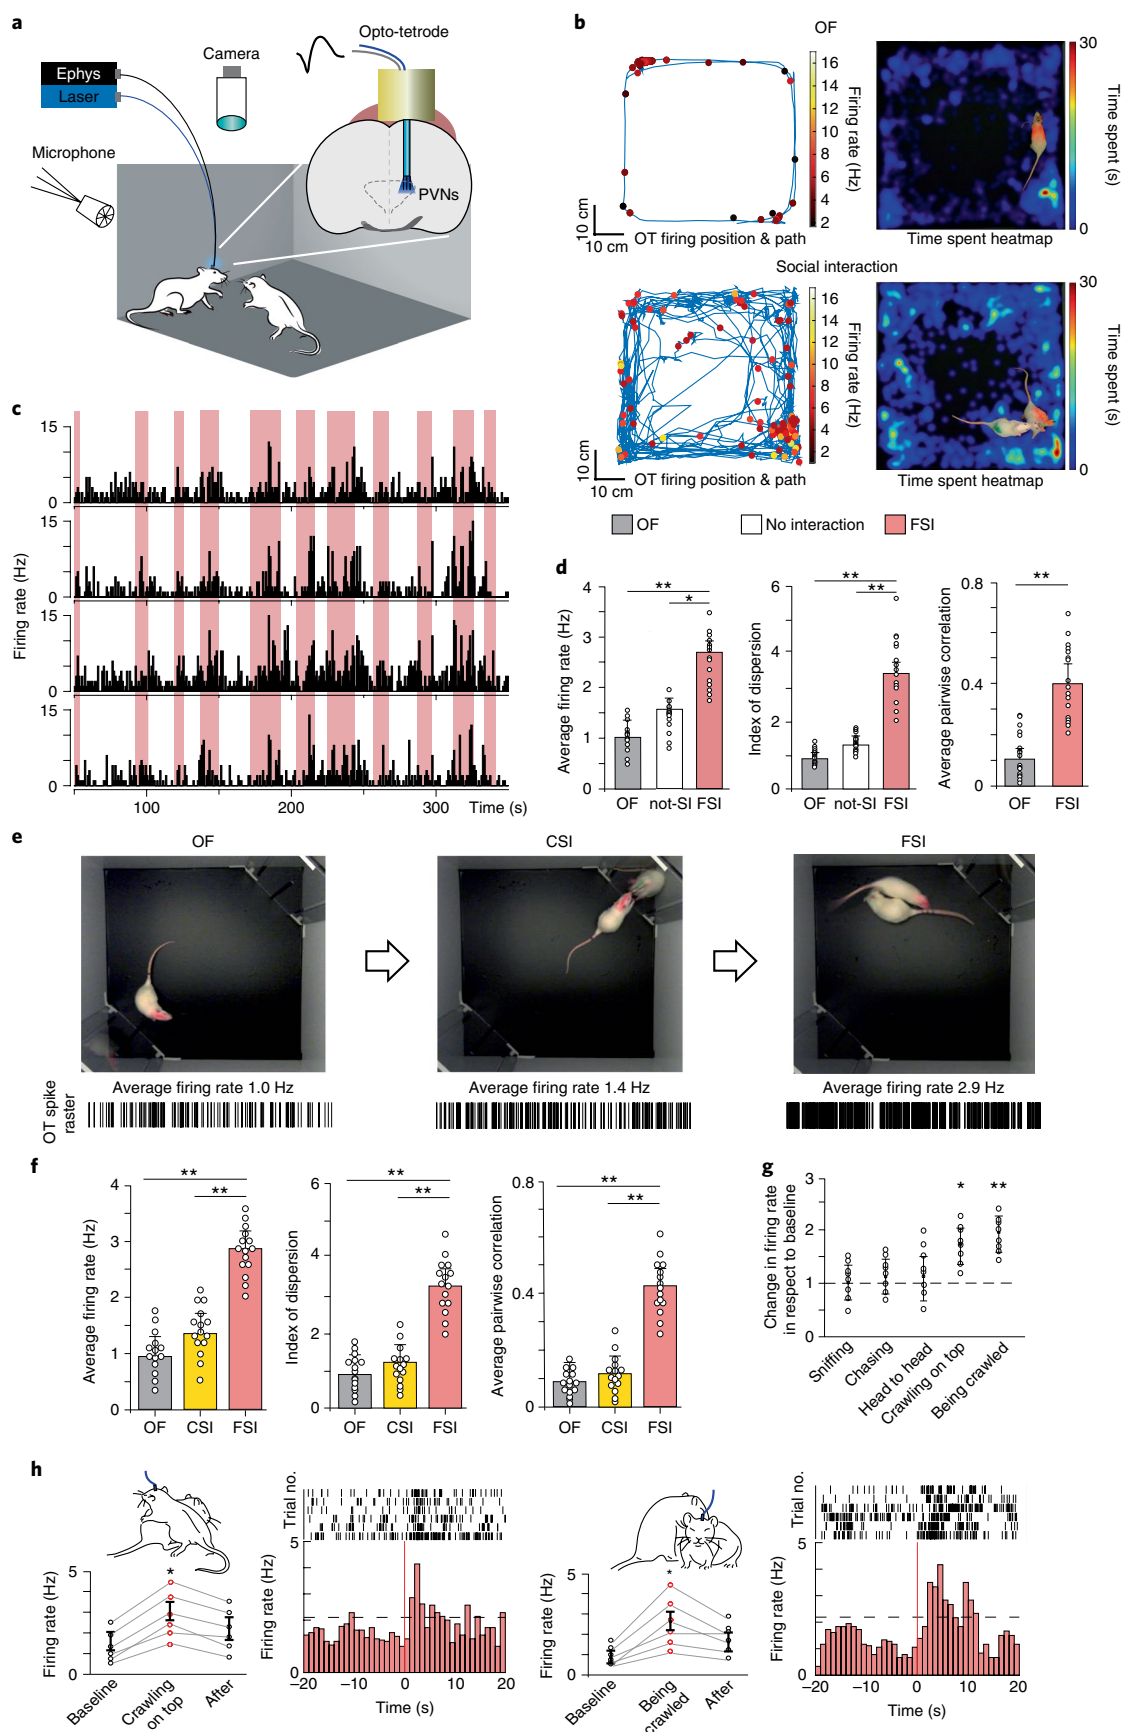 a
Opto-tetrode
Camera
Ephys
Laser
Microphone
PVNs
b
OF
16
14
12
10
8
6
4
2
Firing rate (Hz)
10 cm
10 cm
OT firing position & path
30
0
Time spent (s)
Time spent heatmap
Social interaction
16
14
12
10
8
6
4
2
Firing rate (Hz)
10 cm
10 cm
OT firing position & path
30
0
Time spent (s)
Time spent heatmap
OF
No interaction
FSI
c
Firing rate (Hz)
15
0
15
0
15
0
15
0
100
200
300
Time (s)
d
Average firing rate (Hz)
4
3
2
1
0
**
*
OF
not-SI
FSI
Index of dispersion
6
4
2
0
**
**
OF
not-SI
FSI
Average pairwise correlation
0.8
0.4
0
**
OF
FSI
e
OF
CSI
FSI
Average firing rate 1.0 Hz
Average firing rate 1.4 Hz
Average firing rate 2.9 Hz
OT spike
raster
f
Average firing rate (Hz)
4
3
2
1
0
**
**
OF
CSI
FSI
Index of dispersion
6
4
2
0
**
**
OF
CSI
FSI
Average pairwise correlation
0.8
0.4
0
**
**
OF
CSI
FSI
g
Change in firing rate
in respect to baseline
3
2
1
0
*
**
Sniffing
Chasing
Head to head
Crawling on top
Being crawled
h
Firing rate (Hz)
5
0
*
Baseline
Crawling
on top
After
Trial no.
Firing rate (Hz)
5
0
–20
–10
0
10
20
Time (s)
Firing rate (Hz)
5
0
*
Baseline
Being
crawled
After
Trial no.
Firing rate (Hz)
5
0
–20
–10
0
10
20
Time (s)